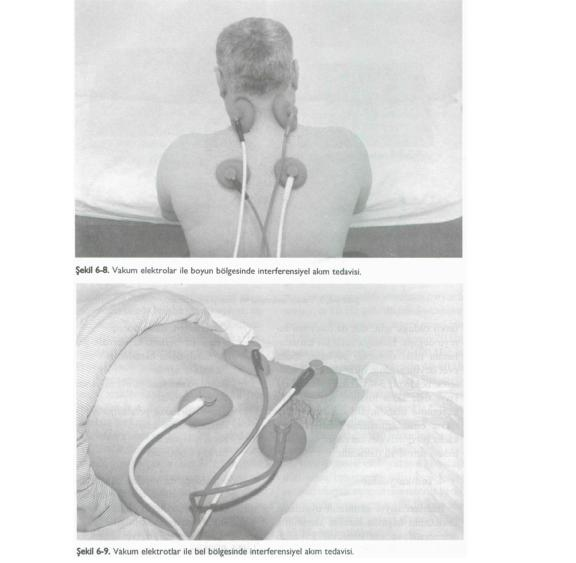 Şekil 6-8. Vakum elektrolar ile boyun bölgesinde interferensiyel akım tedavisi.
Şekil 6-9. Vakum elektrotlar ile bel bölgesinde interferensiyel akım tedavisi.